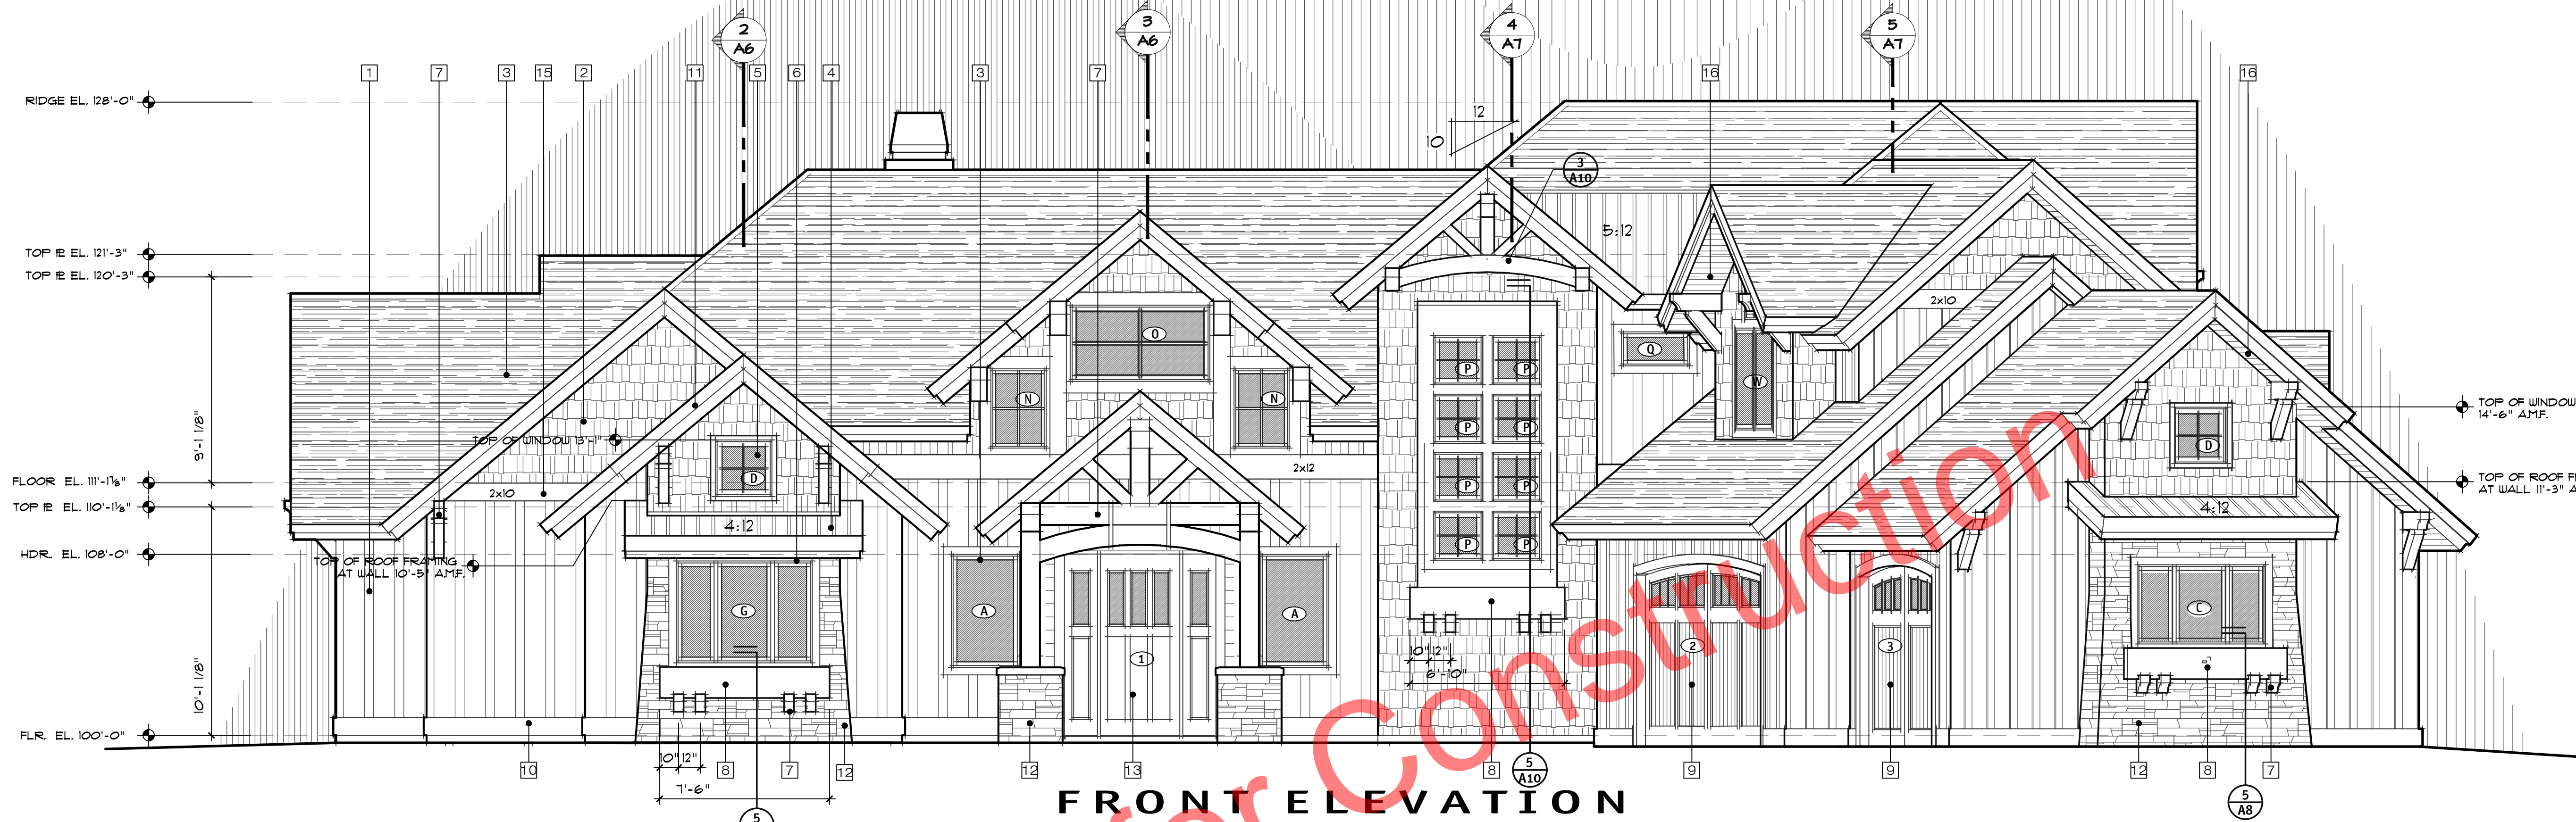 2
A6
3
A6
4
A7
5
A7
1
7
3
15
2
11
5
6
4
3
7
16
16
RIDGE EL. 128'-0"
12
10
3
A10
5:12
TOP PL EL. 121'-3"
TOP PL EL. 120'-3"
2x10
O
Q
P P
N
N
W
P P
P P
P P
9'-1 1/8"
TOP OF WINDOW 13'-1"
D
2x12
D
TOP OF WINDOW
14'-6" A.M.F.
FLOOR EL. 111'-1⅛"
2x10
TOP PL EL. 110'-1⅛"
4:12
4:12
AT WALL 11'-3"
HDR. EL. 108'-0"
TOP OF ROOF FRAMING
AT WALL 10'-5" A.M.F.
G
A
A
C
1
2
3
10'-1 1/8"
10" 12"
6'-10"
FLR. EL. 100'-0"
10" 12"
7'-6"
10
8
7
12
12
13
8
5
A10
9
9
12
8
7
5
FRONT ELEVATION
5
A8
for Construction